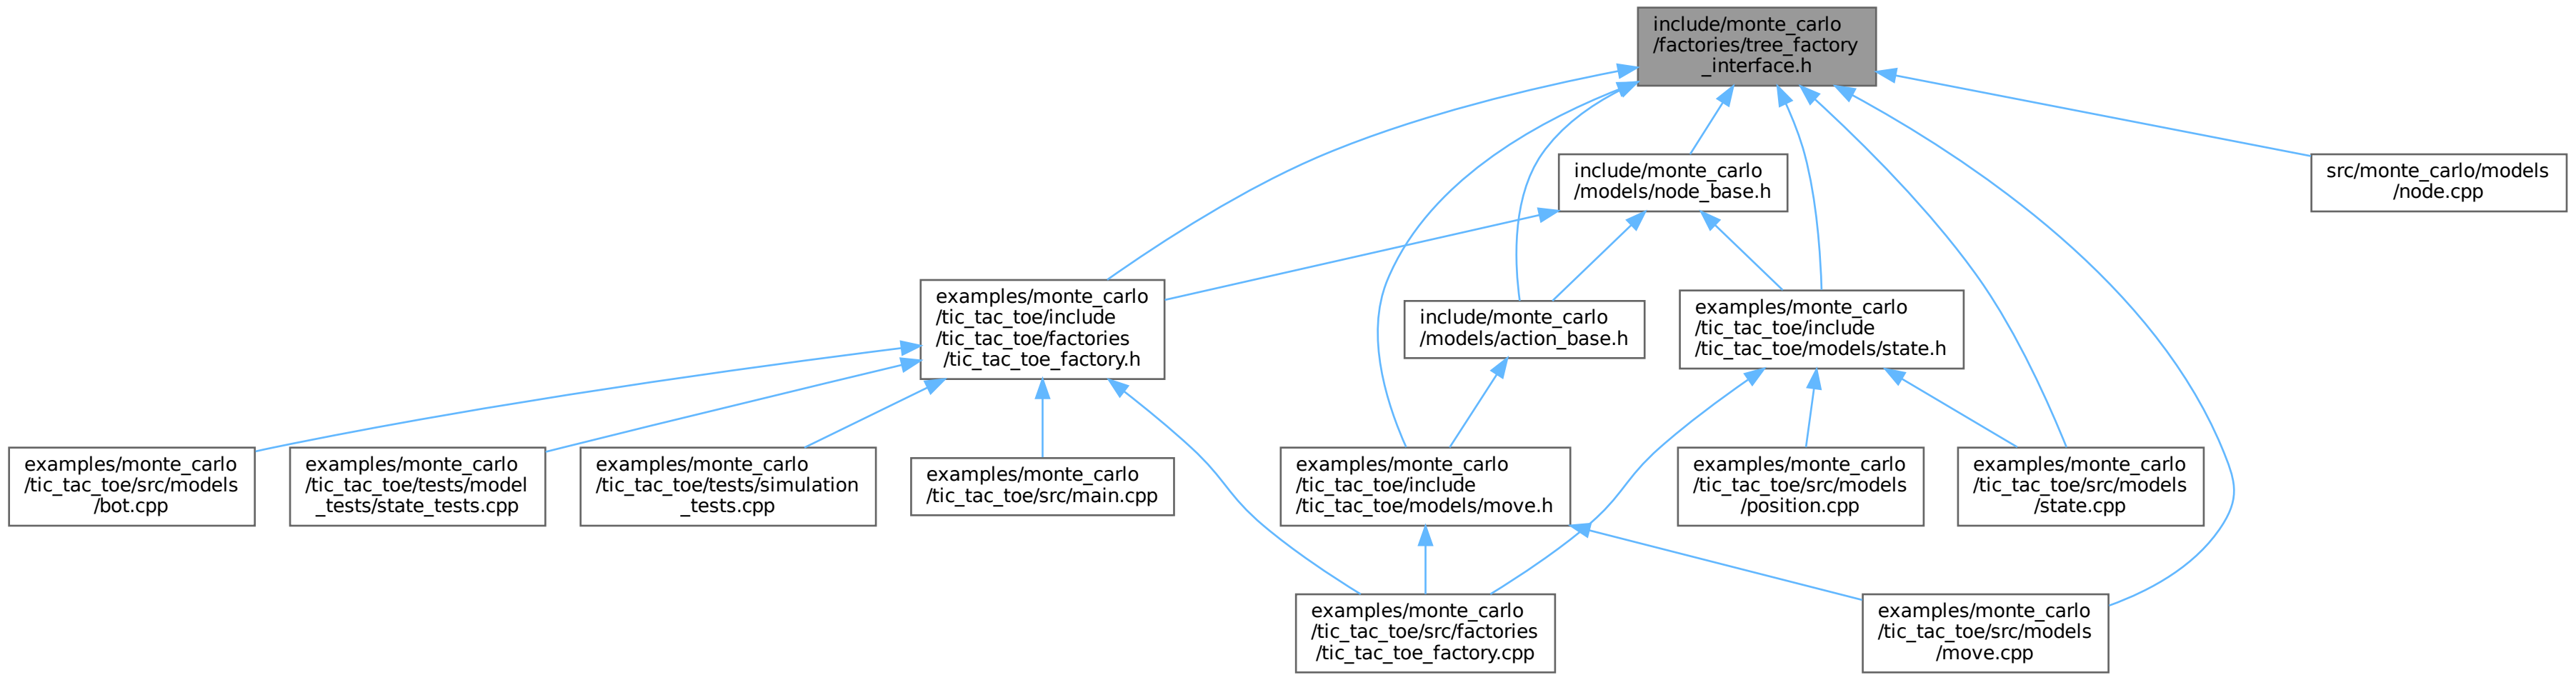 include/monte_carlo
/factories/tree_factory
_interface.h
include/monte_carlo
/models/node_base.h
src/monte_carlo/models
/node.cpp
examples/monte_carlo
/tic_tac_toe/include
/tic_tac_toe/factories
/tic_tac_toe_factory.h
include/monte_carlo
/models/action_base.h
examples/monte_carlo
/tic_tac_toe/include
/tic_tac_toe/models/state.h
examples/monte_carlo
/tic_tac_toe/src/models
/bot.cpp
examples/monte_carlo
/tic_tac_toe/tests/model
_tests/state_tests.cpp
examples/monte_carlo
/tic_tac_toe/tests/simulation
_tests.cpp
examples/monte_carlo
/tic_tac_toe/src/main.cpp
examples/monte_carlo
/tic_tac_toe/include
/tic_tac_toe/models/move.h
examples/monte_carlo
/tic_tac_toe/src/models
/position.cpp
examples/monte_carlo
/tic_tac_toe/src/models
/state.cpp
examples/monte_carlo
/tic_tac_toe/src/factories
/tic_tac_toe_factory.cpp
examples/monte_carlo
/tic_tac_toe/src/models
/move.cpp